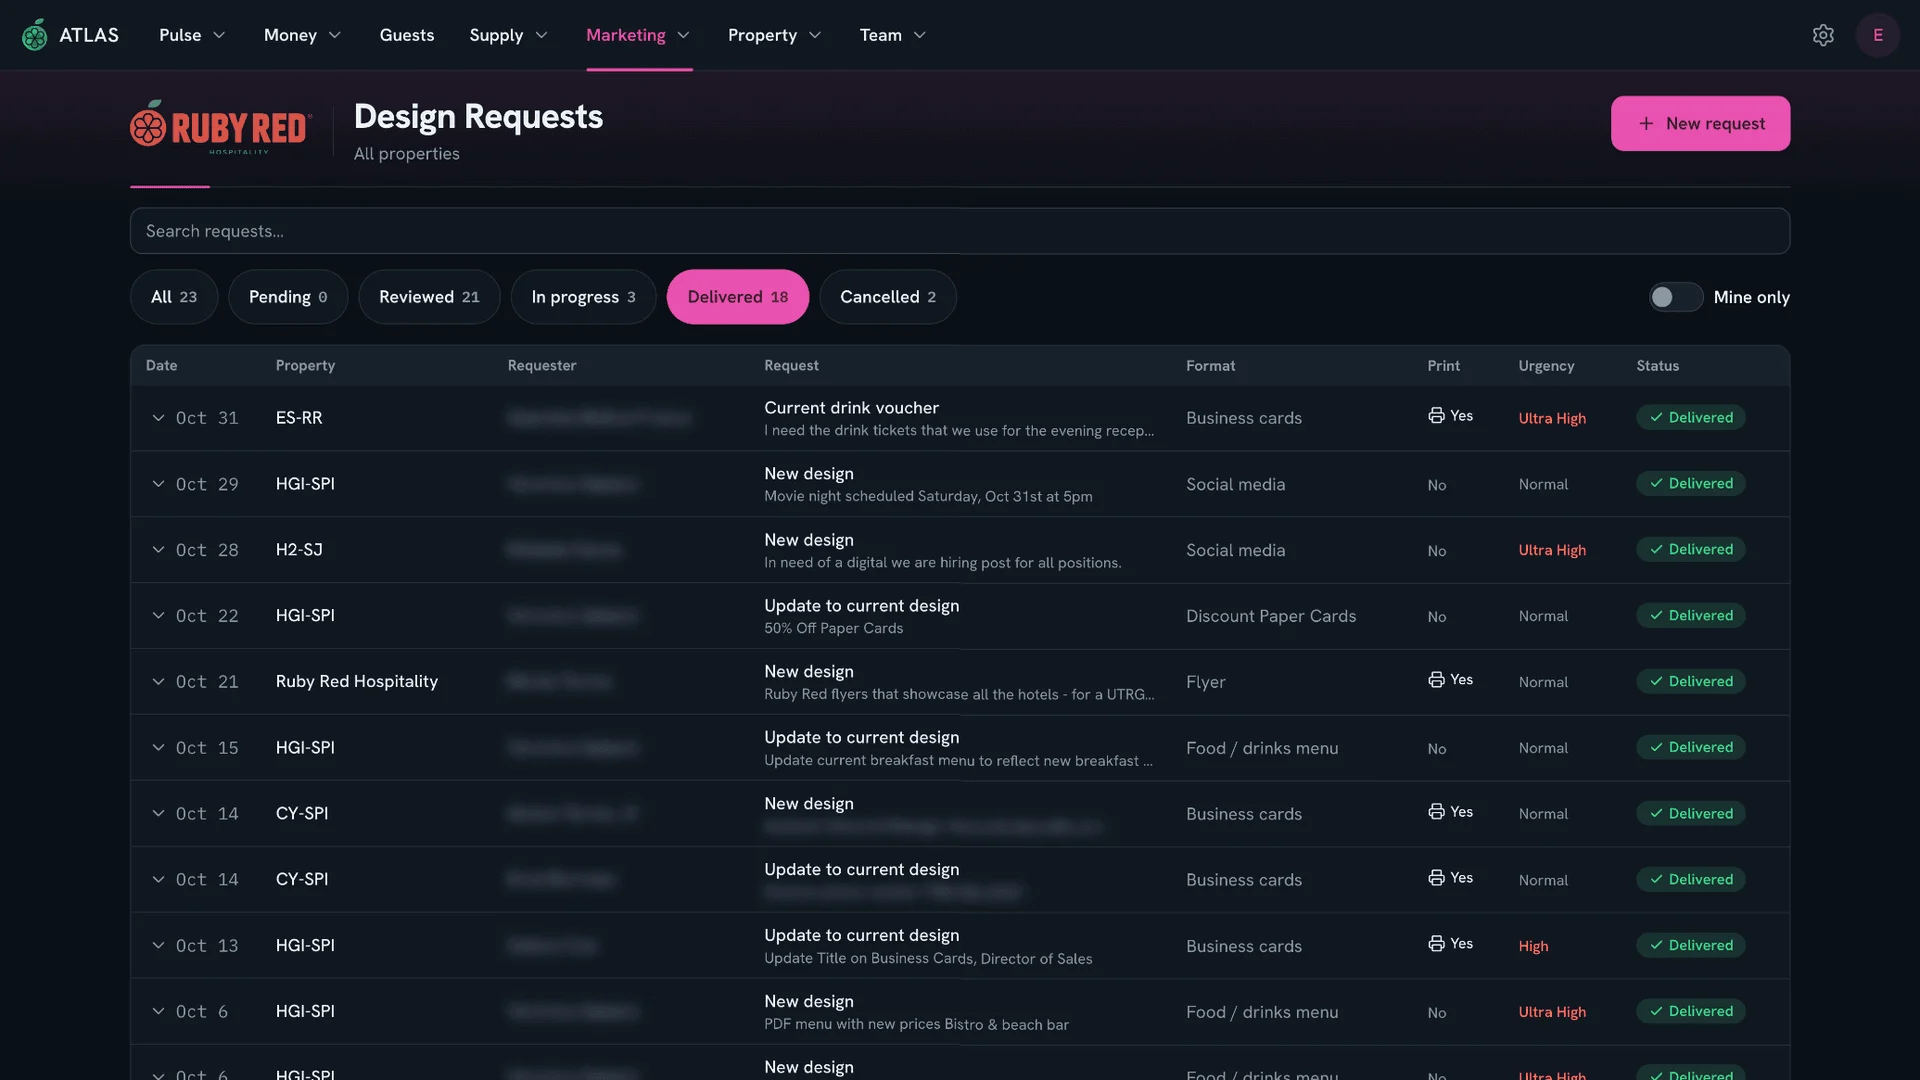 ATLAS Pulse Money Guests Supply Marketing Property Team E
RUBY RED
HOSPITALITY
Design Requests
All properties
+ New request
Search requests...
All 23 Pending 0 Reviewed 21 In progress 3 Delivered 18 Cancelled 2 Mine only
Date Property Requester Request Format Print Urgency Status
Oct 31 ES-RR Current drink voucher Business cards Yes Ultra High Delivered
I need the drink tickets that we use for the evening recep...
Oct 29 HGI-SPI New design Social media No Normal Delivered
Movie night scheduled Saturday, Oct 31st at 5pm
Oct 28 H2-SJ New design Social media No Ultra High Delivered
In need of a digital we are hiring post for all positions.
Oct 22 HGI-SPI Update to current design Discount Paper Cards No Normal Delivered
50% Off Paper Cards
Oct 21 Ruby Red Hospitality New design Flyer Yes Normal Delivered
Ruby Red flyers that showcase all the hotels - for a UTRG...
Oct 15 HGI-SPI Update to current design Food / drinks menu No Normal Delivered
Update current breakfast menu to reflect new breakfast ...
Oct 14 CY-SPI New design Business cards Yes Normal Delivered
Oct 14 CY-SPI Update to current design Business cards Yes Normal Delivered
Oct 13 HGI-SPI Update to current design Business cards Yes High Delivered
Update Title on Business Cards, Director of Sales
Oct 6 HGI-SPI New design Food / drinks menu No Ultra High Delivered
PDF menu with new prices Bistro & beach bar
Oct 6 HGI-SPI New design Food / drinks menu No Ultra High Delivered